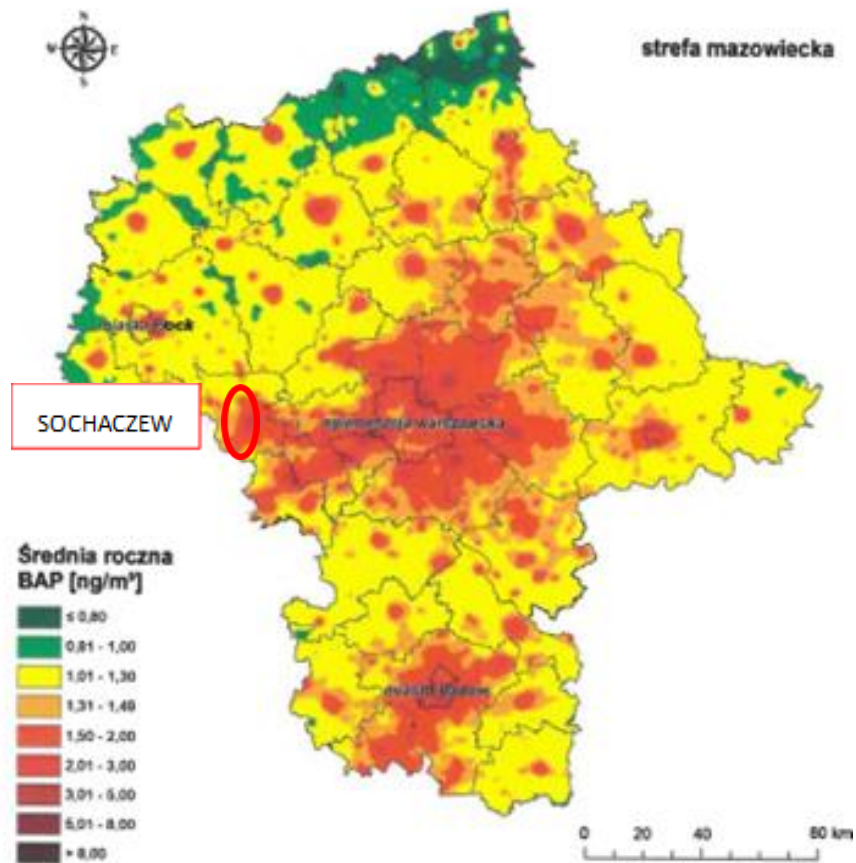 N
W
E
S
strefa mazowiecka
miasto Płock
SOCHACZEW
aglomeracja warszawska
Średnia roczna
BAP [ng/m³]
≤ 0,80
0,81 - 1,00
1,01 - 1,30
1,31 - 1,49
1,50 - 2,00
2,01 - 3,00
3,01 - 5,00
5,01 - 8,00
> 8,00
miasto Radom
0 20 40 80 km